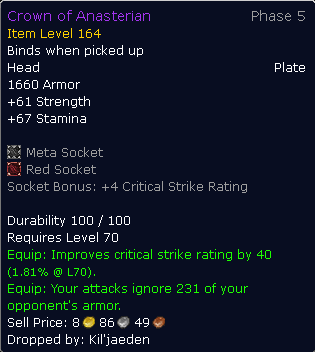 Crown of Anasterian Phase 5
Item Level 164
Binds when picked up
Head Plate
1660 Armor
+61 Strength
+67 Stamina
Meta Socket
Red Socket
Socket Bonus: +4 Critical Strike Rating
Durability 100 / 100
Requires Level 70
Equip: Improves critical strike rating by 40
(1.81% @ L70).
Equip: Your attacks ignore 231 of your
opponent's armor.
Sell Price: 8 86 49
Dropped by: Kil'jaeden